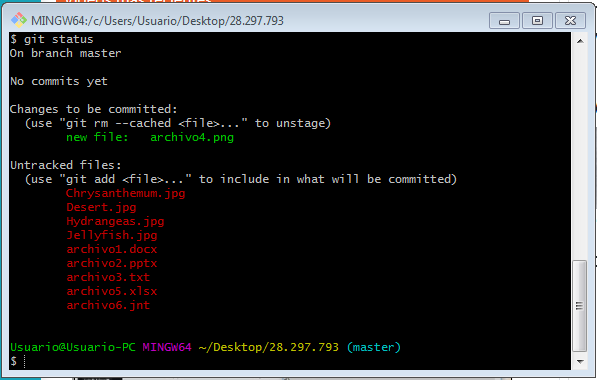 MINGW64:/c/Users/Usuario/Desktop/28.297.793
$ git status
On branch master
No commits yet
Changes to be committed:
(use "git rm --cached <file>..." to unstage)
new file:   archivo4.png
Untracked files:
(use "git add <file>..." to include in what will be committed)
Chrysanthemum.jpg
Desert.jpg
Hydrangeas.jpg
Jellyfish.jpg
archivo1.docx
archivo2.pptx
archivo3.txt
archivo5.xlsx
archivo6.jnt
Usuario@Usuario-PC MINGW64 ~/Desktop/28.297.793 (master)
$